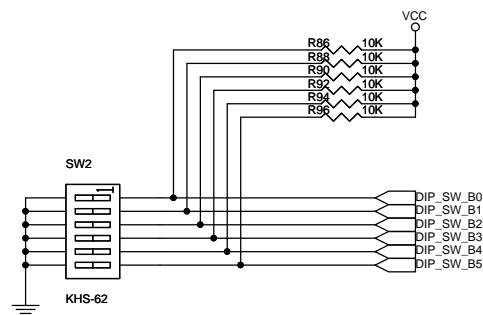 VCC
R86 10K
R88 10K
R90 10K
R92 10K
R94 10K
R96 10K
SW2
1
DIP_SW_B0
DIP_SW_B1
DIP_SW_B2
DIP_SW_B3
DIP_SW_B4
DIP_SW_B5
KHS-62